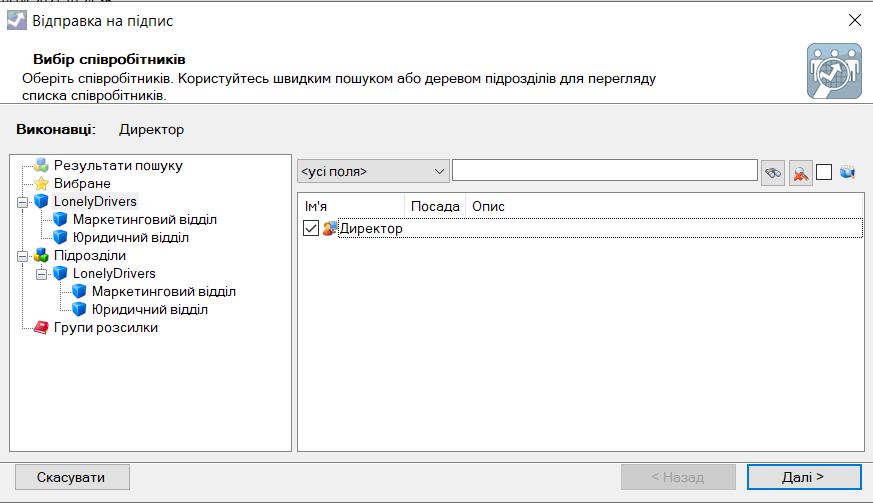 Відправка на підпис
Вибір співробітників
Оберіть співробітників. Користуйтесь швидким пошуком або деревом підрозділів для перегляду
списка співробітників.
Виконавці: Директор
Результати пошуку
Вибране
LonelyDrivers
Маркетинговий відділ
Юридичний відділ
Підрозділи
LonelyDrivers
Маркетинговий відділ
Юридичний відділ
Групи розсилки
<усі поля>
Ім'я Посада Опис
Директор
Скасувати
< Назад
Далі >